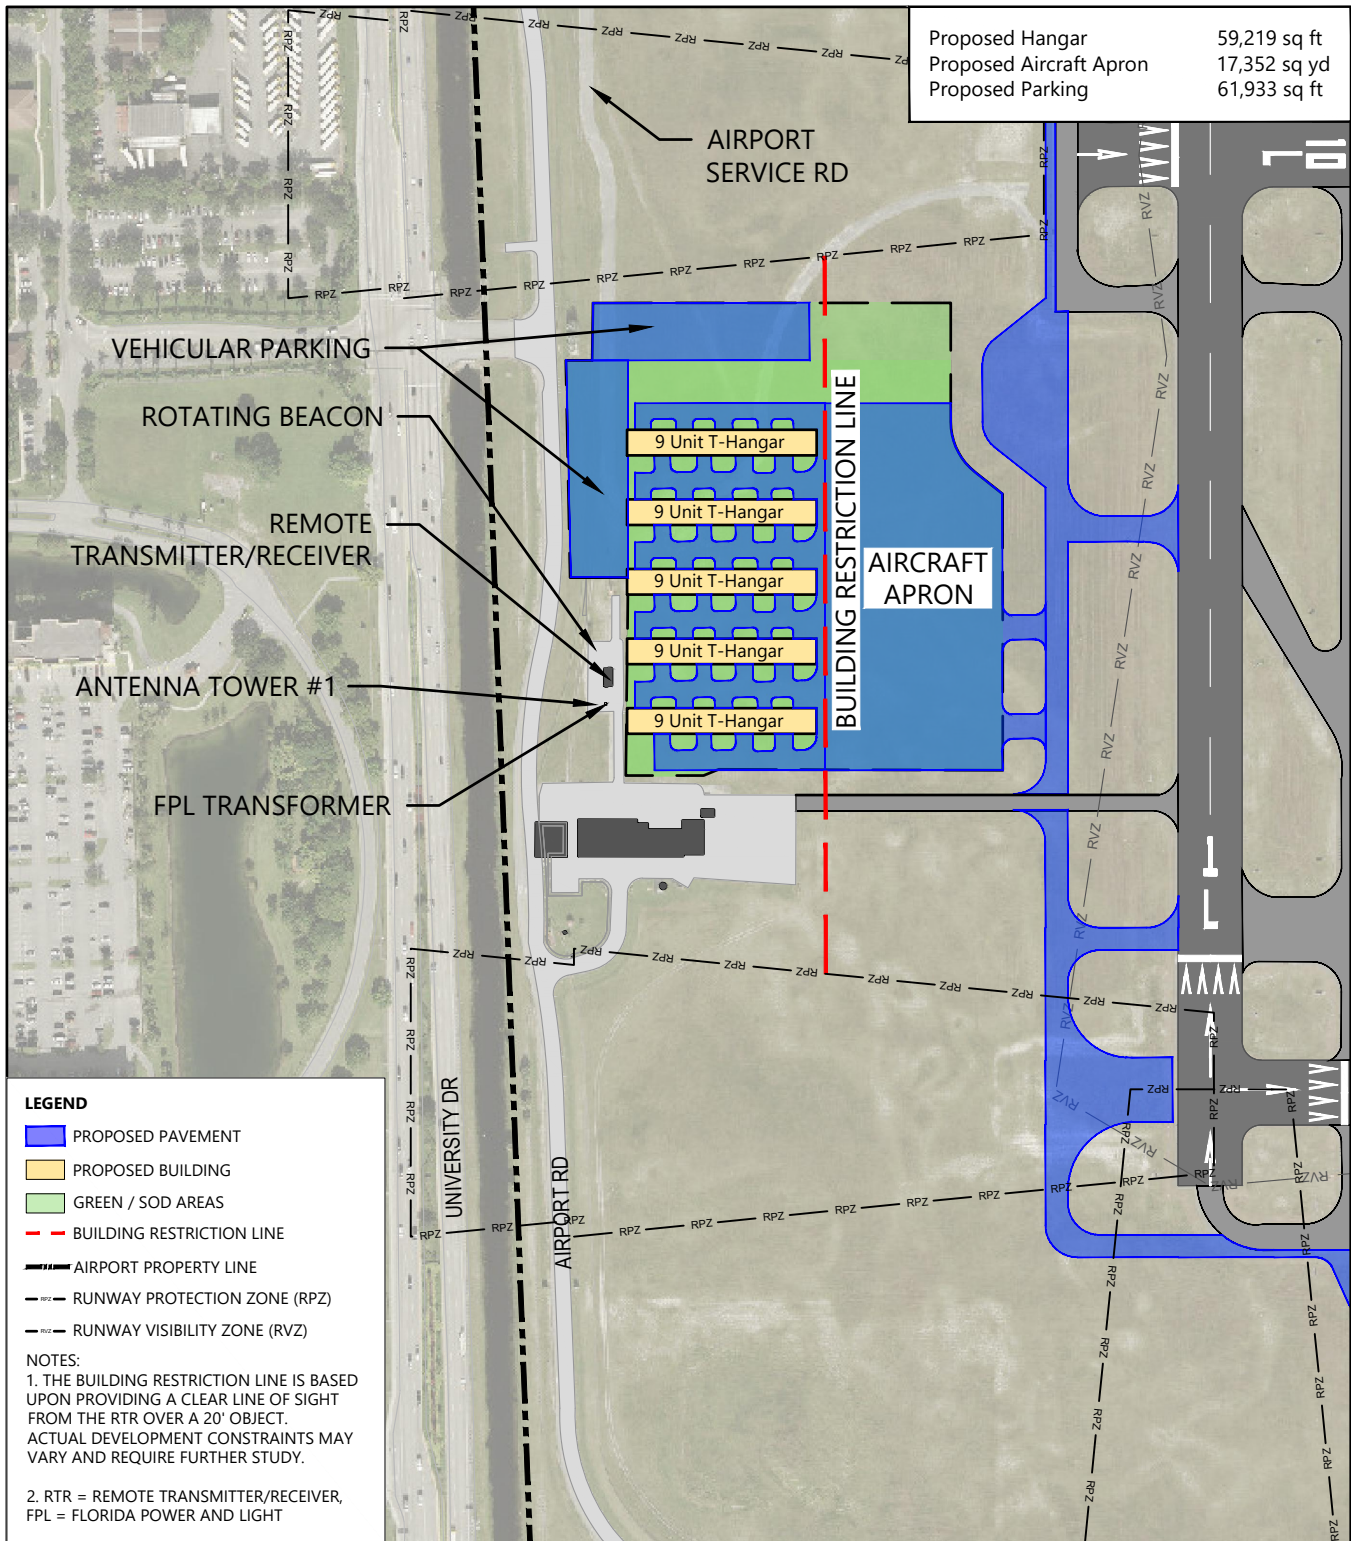 Proposed Hangar 59,219 sq ft
Proposed Aircraft Apron 17,352 sq yd
Proposed Parking 61,933 sq ft
AIRPORT
SERVICE RD
VEHICULAR PARKING
ROTATING BEACON
REMOTE
TRANSMITTER/RECEIVER
ANTENNA TOWER #1
FPL TRANSFORMER
9 Unit T-Hangar
9 Unit T-Hangar
9 Unit T-Hangar
9 Unit T-Hangar
9 Unit T-Hangar
BUILDING RESTRICTION LINE
AIRCRAFT
APRON
UNIVERSITY DR
AIRPORT RD
LEGEND
PROPOSED PAVEMENT
PROPOSED BUILDING
GREEN / SOD AREAS
BUILDING RESTRICTION LINE
AIRPORT PROPERTY LINE
RPZ RUNWAY PROTECTION ZONE (RPZ)
RVZ RUNWAY VISIBILITY ZONE (RVZ)
NOTES:
1. THE BUILDING RESTRICTION LINE IS BASED
UPON PROVIDING A CLEAR LINE OF SIGHT
FROM THE RTR OVER A 20' OBJECT.
ACTUAL DEVELOPMENT CONSTRAINTS MAY
VARY AND REQUIRE FURTHER STUDY.
2. RTR = REMOTE TRANSMITTER/RECEIVER,
FPL = FLORIDA POWER AND LIGHT